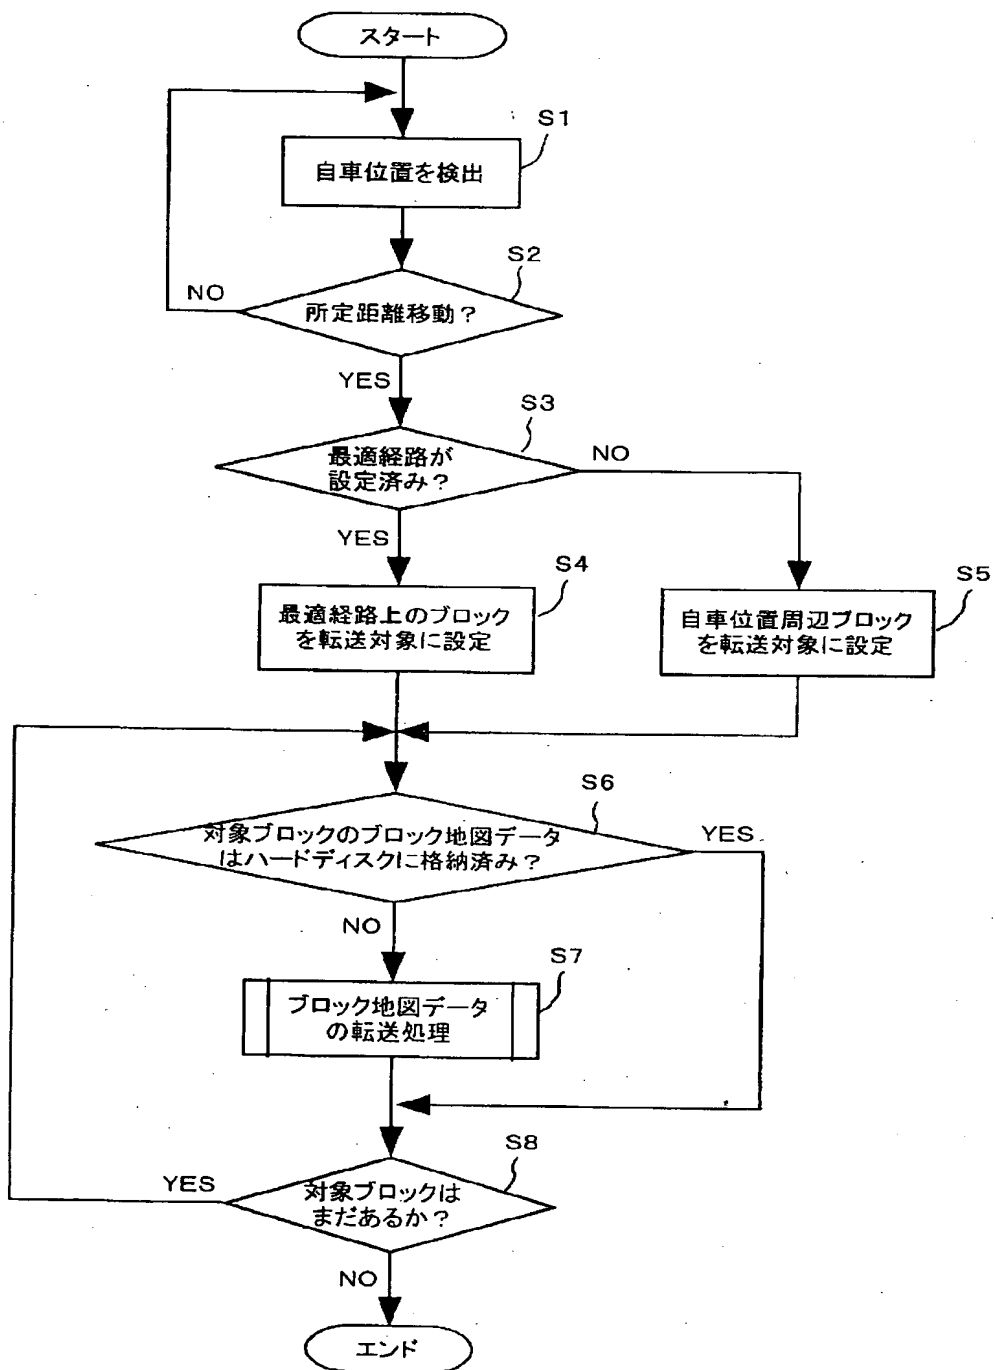 スタート
S1
自車位置を検出
S2
所定距離移動？
NO
YES
S3
最適経路が
設定済み？
NO
YES
S4
最適経路上のブロック
を転送対象に設定
S5
自車位置周辺ブロック
を転送対象に設定
S6
対象ブロックのブロック地図データ
はハードディスクに格納済み？
YES
NO
S7
ブロック地図データ
の転送処理
S8
対象ブロックは
まだあるか？
YES
NO
エンド